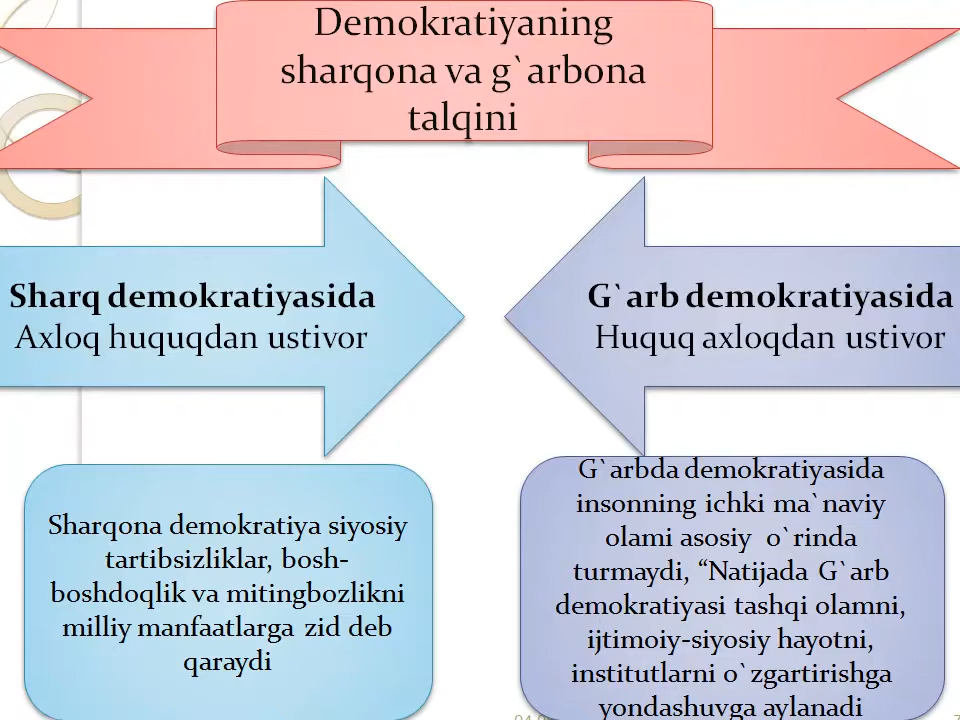 Demokratiyaning
sharqona va g`arbona
talqini
Sharq demokratiyasida
Axloq huquqdan ustivor
G`arb demokratiyasida
Huquq axloqdan ustivor
Sharqona demokratiya siyosiy
tartibsizliklar, bosh-
boshdoqlik va mitingbozlikni
milliy manfaatlarga zid deb
qaraydi
G`arbda demokratiyasida
insonning ichki ma`naviy
olami asosiy o`rinda
turmaydi, “Natijada G`arb
demokratiyasi tashqi olamni,
ijtimoiy-siyosiy hayotni,
institutlarni o`zgartirishga
yondashuvga aylanadi